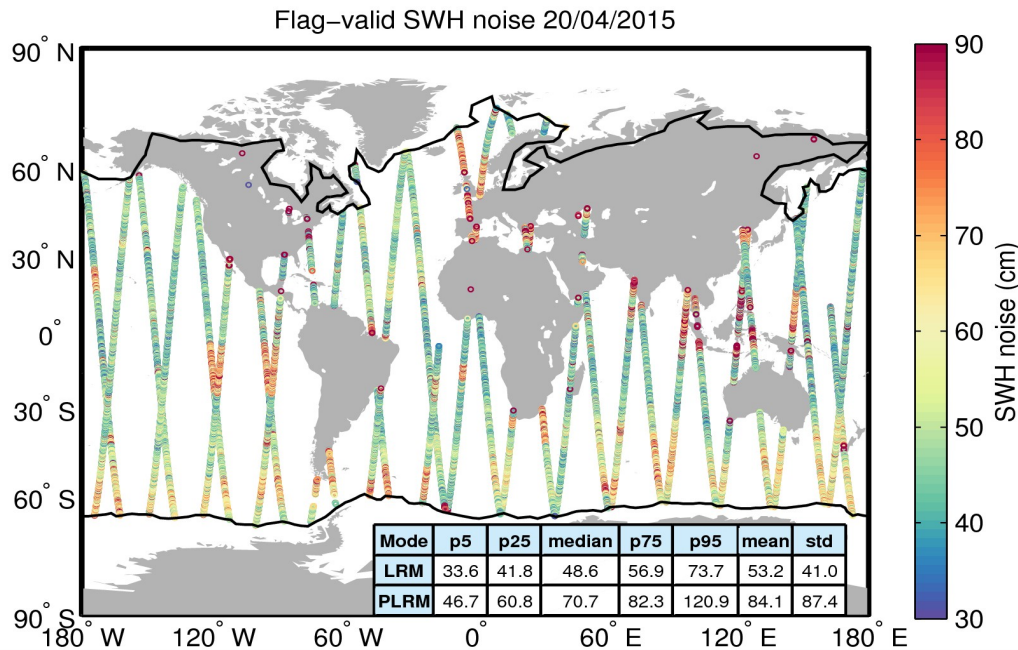 Flag−valid SWH noise 20/04/2015
90° N
60° N
30° N
0°
30° S
60° S
90° S
180° W
120° W
60° W
0°
60° E
120° E
180° E
Mode p5 p25 median p75 p95 mean std
LRM 33.6 41.8 48.6 56.9 73.7 53.2 41.0
PLRM 46.7 60.8 70.7 82.3 120.9 84.1 87.4
90
80
70
60
50
40
30
SWH noise (cm)